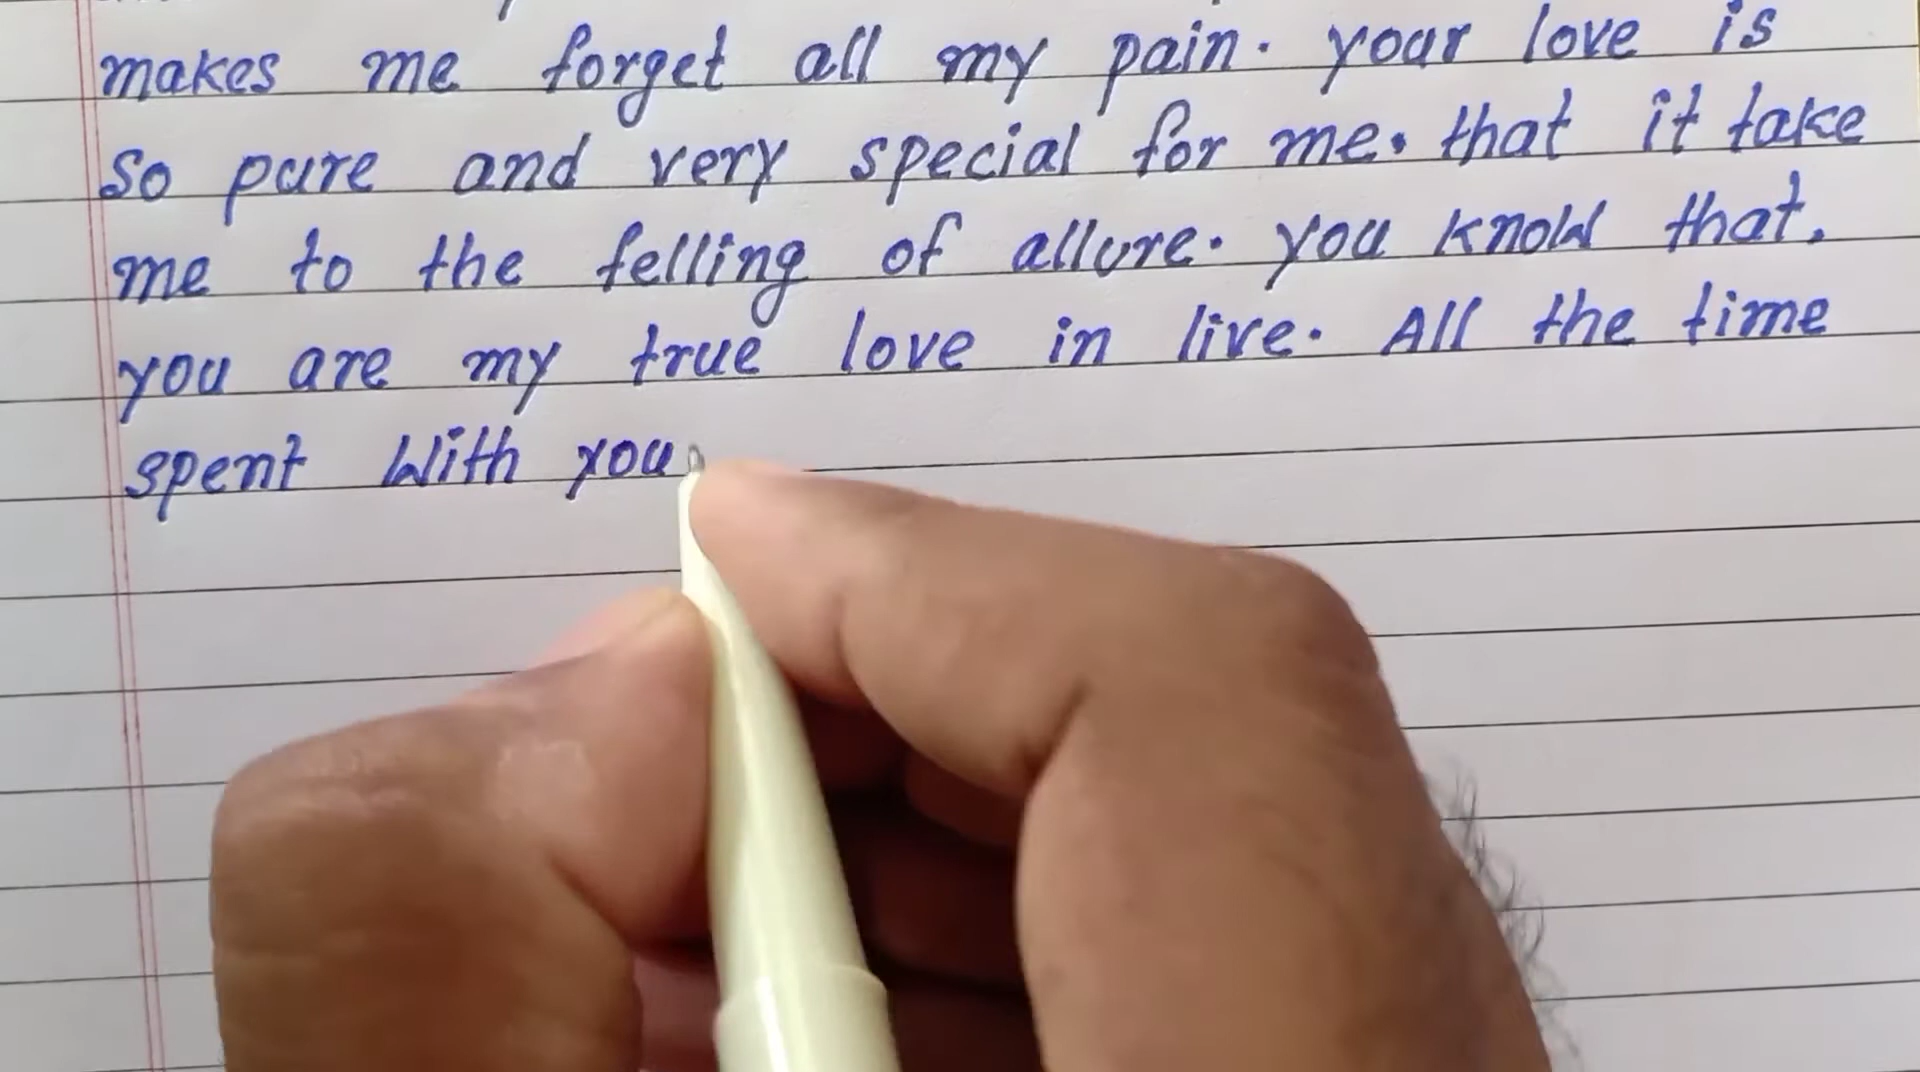 makes me forget all my pain. your love is
so pure and very special for me. that it take
me to the felling of allure. you know that.
you are my true love in live. All the time
spent with you